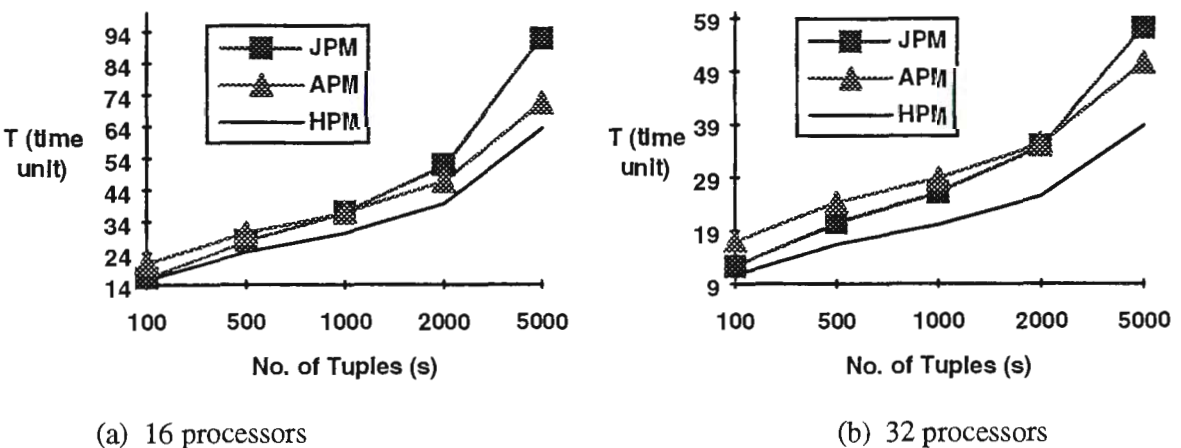 94
84
74
64
54
44
34
24
14
T (time
unit)
JPM
APM
HPM
100 500 1000 2000 5000
No. of Tuples (s)
(a) 16 processors
59
49
39
29
19
9
T (time
unit)
JPM
APM
HPM
100 500 1000 2000 5000
No. of Tuples (s)
(b) 32 processors